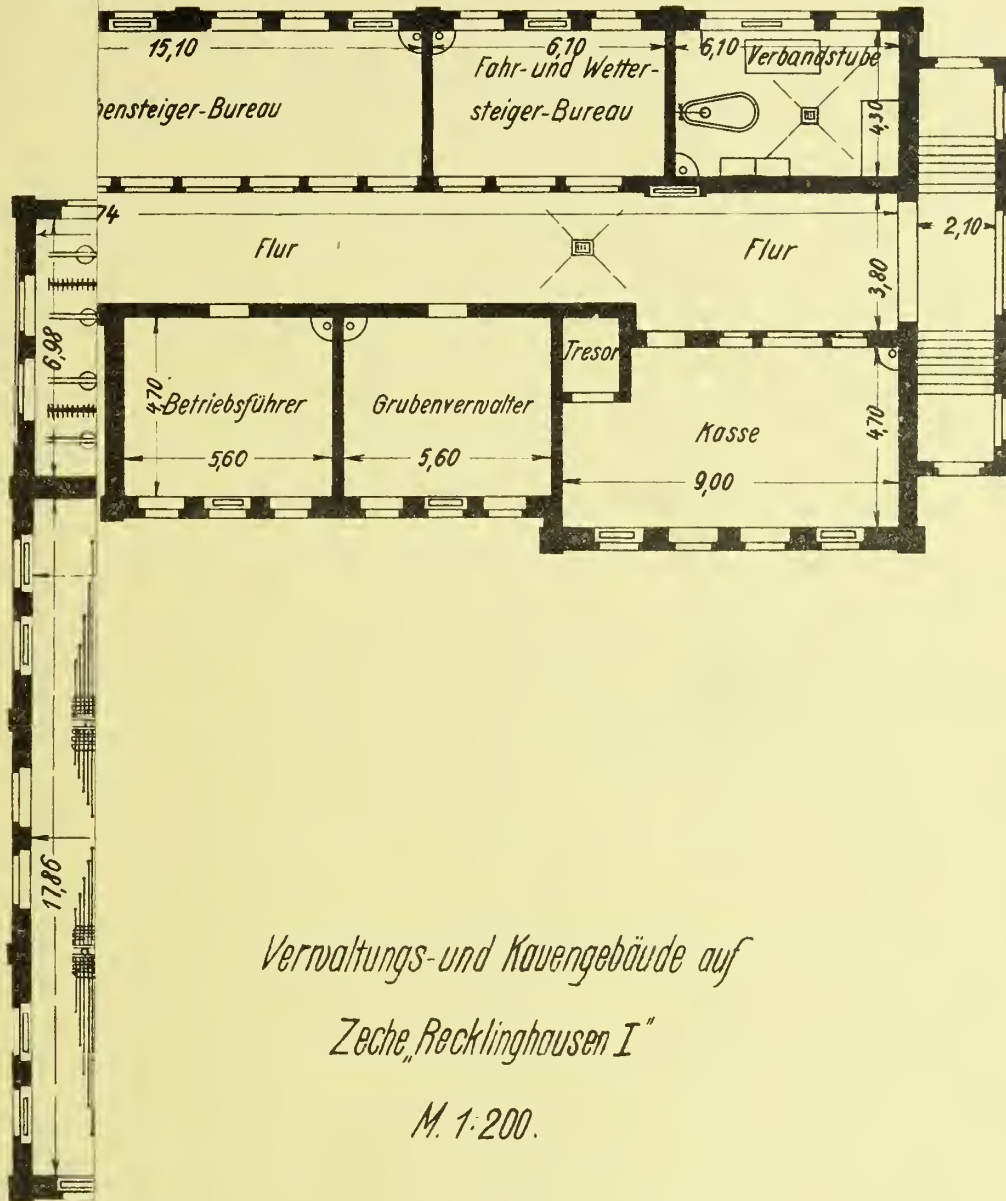 15,10
6,10
6,10
Verbandstube
Fahr- und Wetter-
steiger-Bureau
bensteiger-Bureau
4,30
74
Flur
Flur
2,10
3,80
6,98
Tresor
4,70
Betriebsführer
Grubenverwalter
Kasse
4,70
5,60
5,60
9,00
17,86
Verwaltungs- und Kauengebäude auf
Zeche „Recklinghausen I“
M. 1:200.